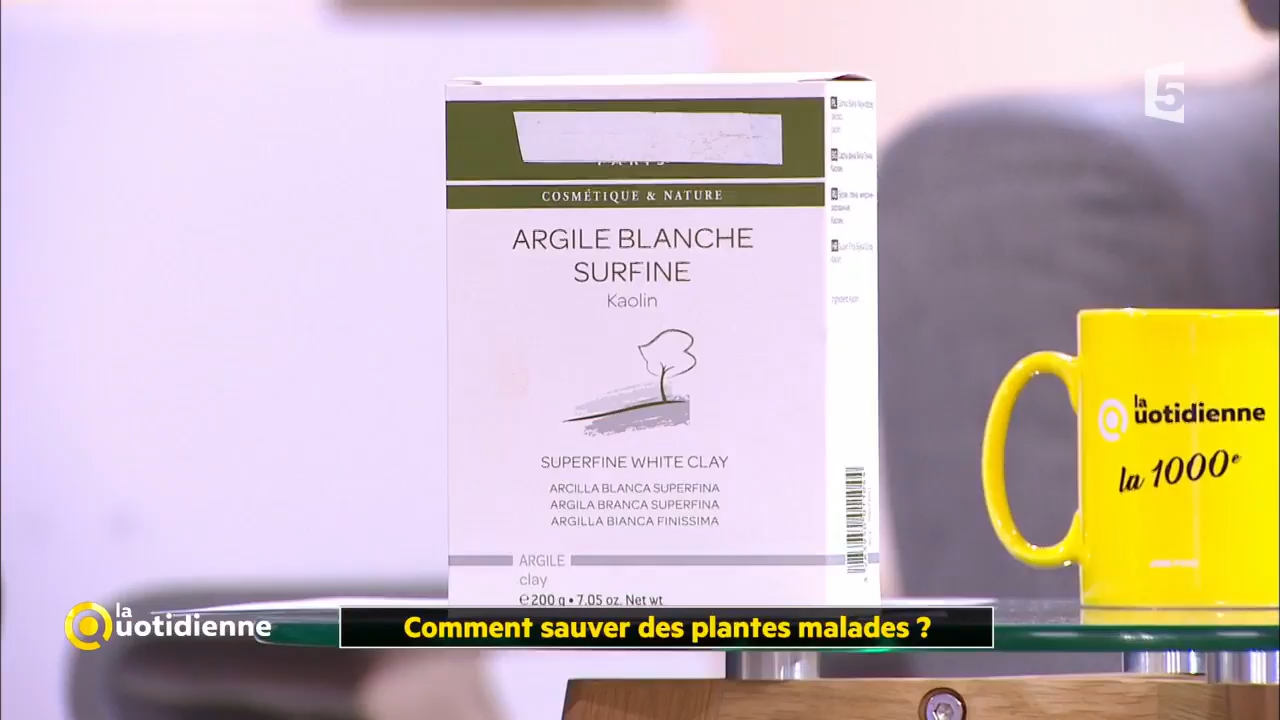 5
COSMÉTIQUE & NATURE
ARGILE BLANCHE
SURFINE
Kaolin
SUPERFINE WHITE CLAY
ARCILLA BLANCA SUPERFINA
ARGILA BRANCA SUPERFINA
ARGILLA BIANCA FINISSIMA
ARGILE
clay
℮200 g • 7.05 oz. Net wt
la
uotidienne
la 1000e
la
Quotidienne
Comment sauver des plantes malades ?